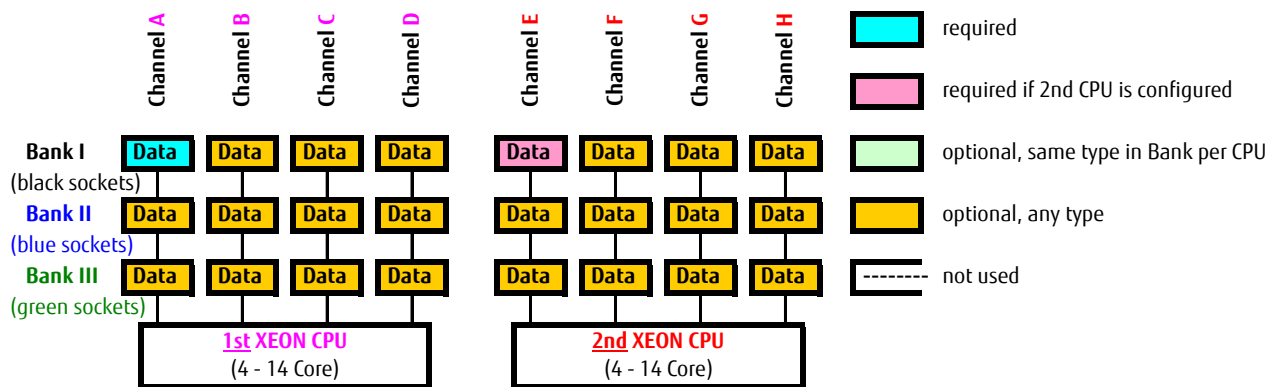 Channel A
Channel B
Channel C
Channel D
Channel E
Channel F
Channel G
Channel H
required
required if 2nd CPU is configured
Bank I Data Data Data Data Data Data Data Data optional, same type in Bank per CPU
(black sockets)
Bank II Data Data Data Data Data Data Data Data optional, any type
(blue sockets)
Bank III Data Data Data Data Data Data Data Data not used
(green sockets)
1st XEON CPU 2nd XEON CPU
(4 - 14 Core) (4 - 14 Core)